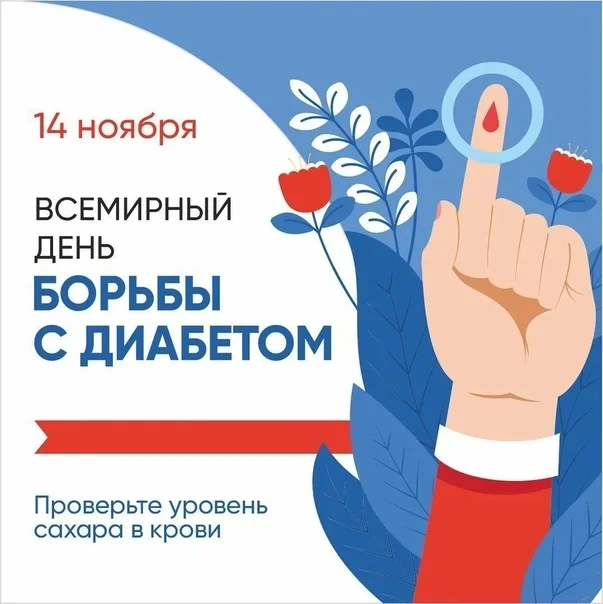 14 ноября
ВСЕМИРНЫЙ
ДЕНЬ
БОРЬБЫ
С ДИАБЕТОМ
Проверьте уровень
сахара в крови